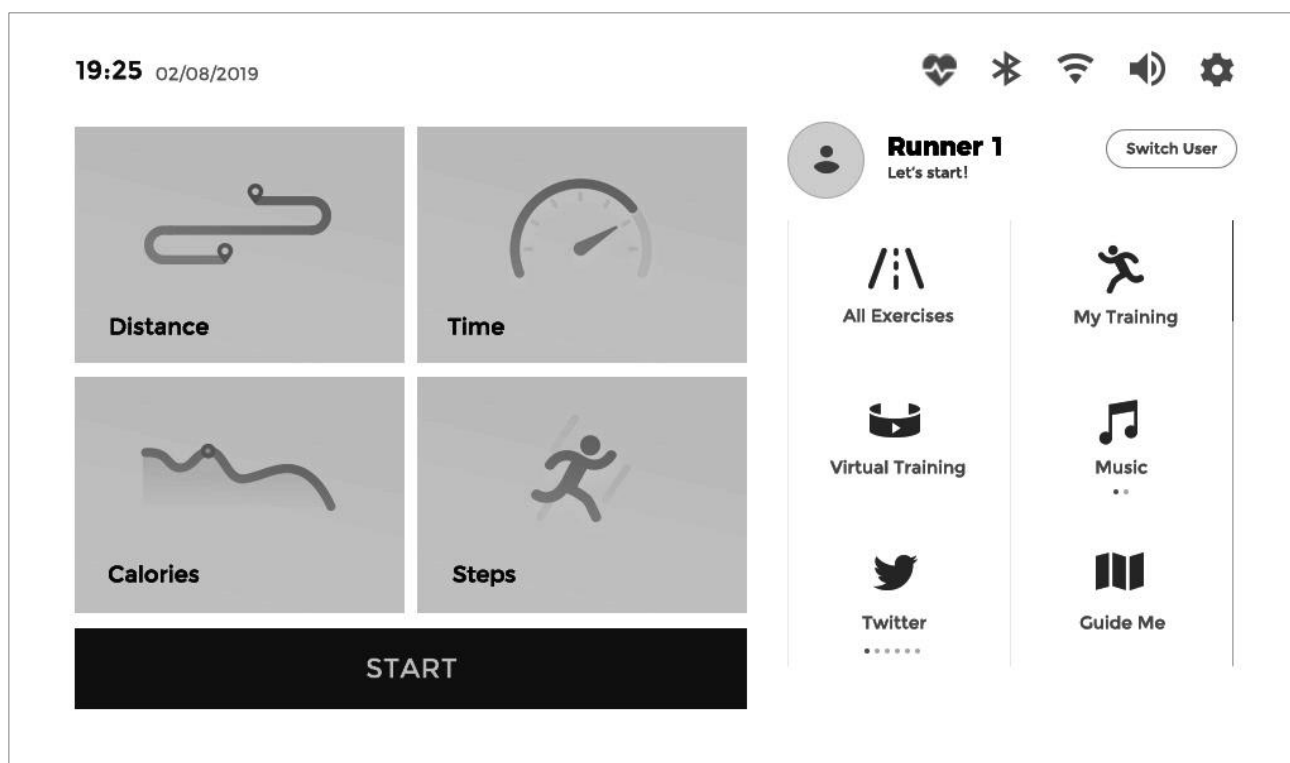 19:25 02/08/2019
Distance
Time
Calories
Steps
START
Runner 1
Let's start!
Switch User
All Exercises
My Training
Virtual Training
Music
Twitter
Guide Me